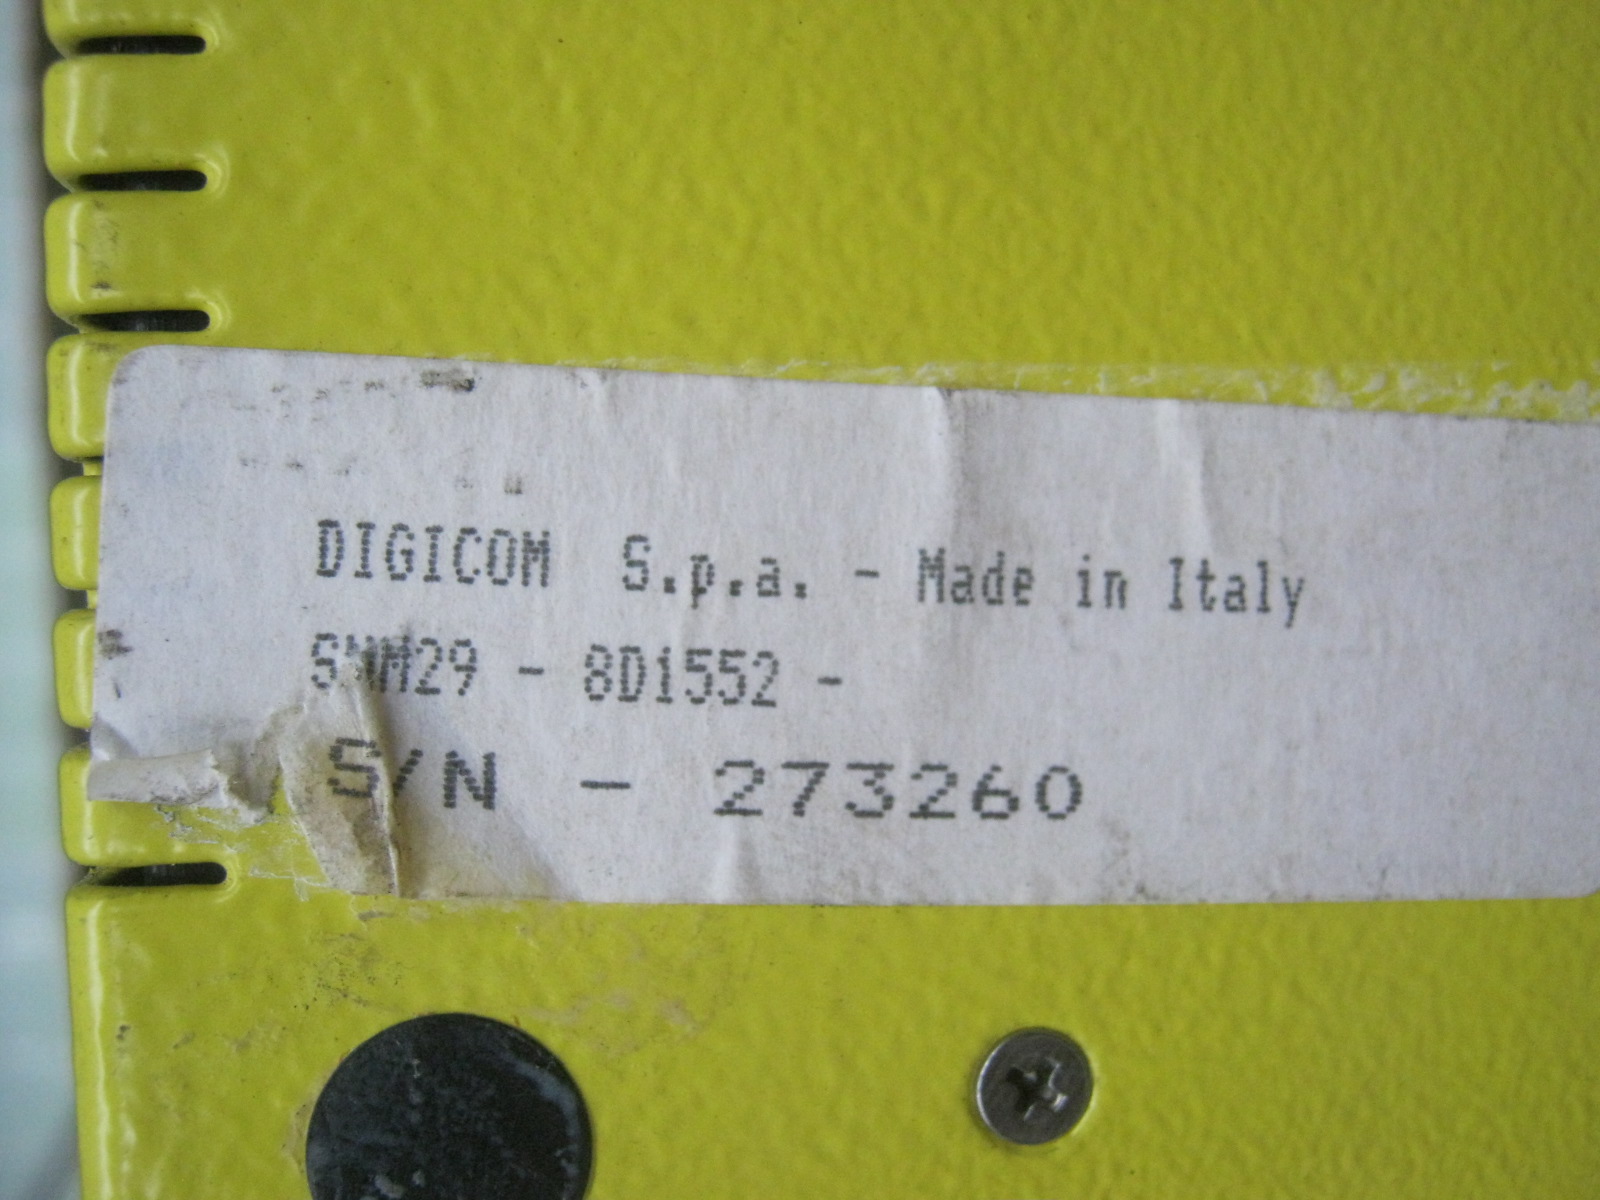 DIGICOM S.p.a. - Made in Italy
- 8D1552 -
S/N - 273260